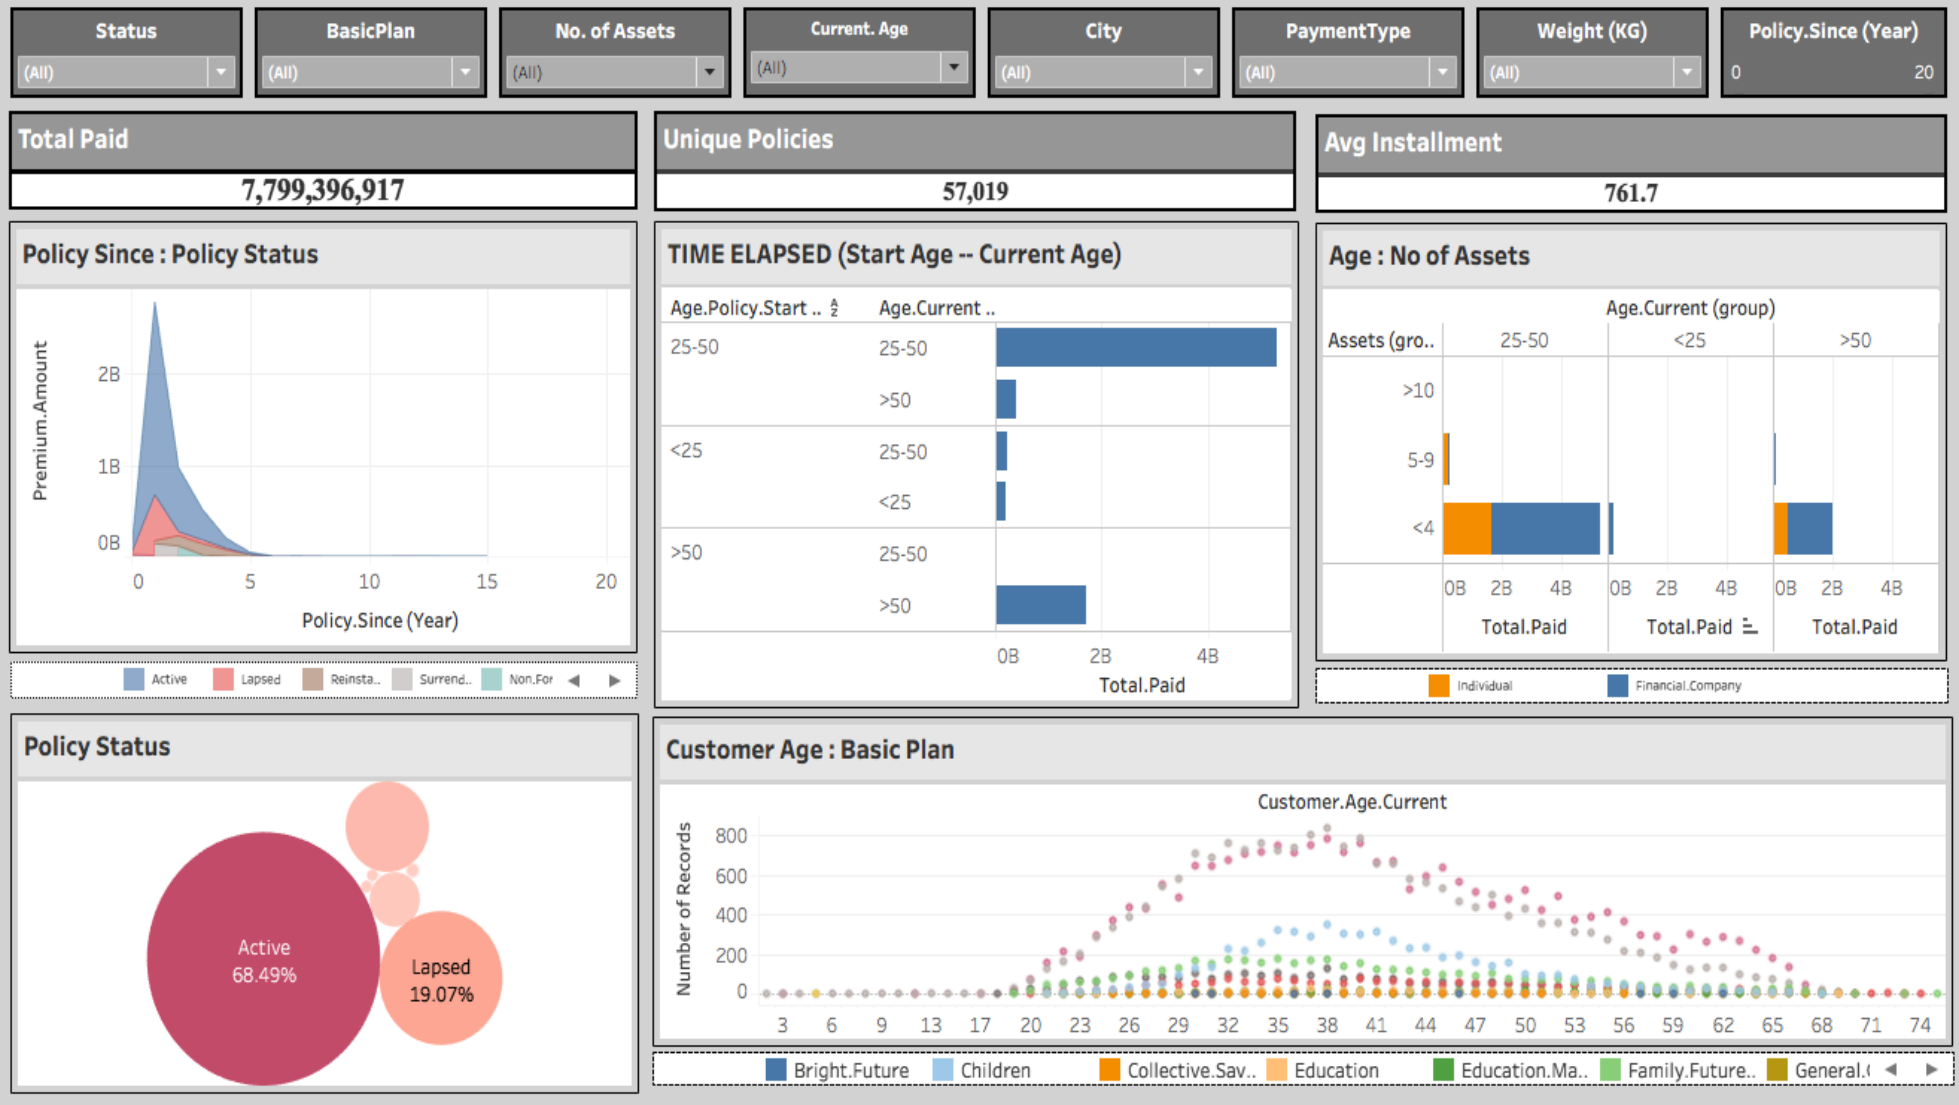 Status
BasicPlan
No. of Assets
Current. Age
City
PaymentType
Weight (KG)
Policy.Since (Year)
(All)
(All)
(All)
(All)
(All)
(All)
(All)
0 20
Total Paid
7,799,396,917
Unique Policies
57,019
Avg Installment
761.7
Policy Since : Policy Status
Premium.Amount
2B
1B
0B
0 5 10 15 20
Policy.Since (Year)
Active Lapsed Reinsta.. Surrend.. Non.For
TIME ELAPSED (Start Age -- Current Age)
Age.Policy.Start .. Age.Current ..
25-50 25-50
>50
<25 25-50
<25
>50 25-50
>50
0B 2B 4B
Total.Paid
Age : No of Assets
Age.Current (group)
Assets (gro.. 25-50 <25 >50
>10
5-9
<4
0B 2B 4B 0B 2B 4B 0B 2B 4B
Total.Paid Total.Paid Total.Paid
Individual Financial.Company
Policy Status
Active
68.49%
Lapsed
19.07%
Customer Age : Basic Plan
Customer.Age.Current
Number of Records
800
600
400
200
0
3 6 9 13 17 20 23 26 29 32 35 38 41 44 47 50 53 56 59 62 65 68 71 74
Bright.Future Children Collective.Sav.. Education Education.Ma.. Family.Future.. General.